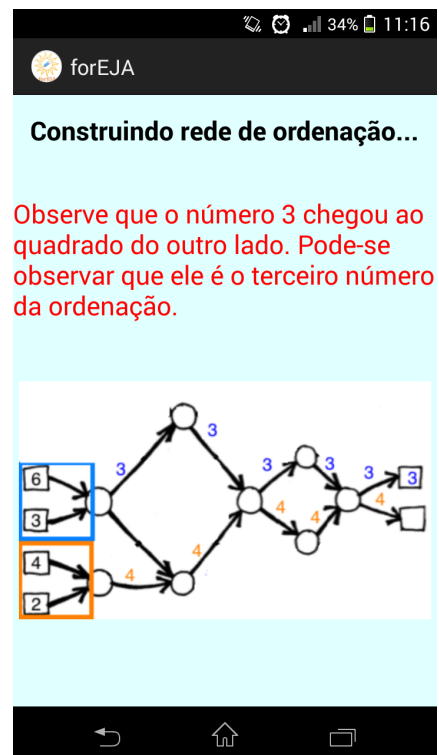 34% 11:16
forEJA
Construindo rede de ordenação...
Observe que o número 3 chegou ao
quadrado do outro lado. Pode-se
observar que ele é o terceiro número
da ordenação.
3 3
6 3 3 3 3 3
3 4 4 4
4 4 4
2